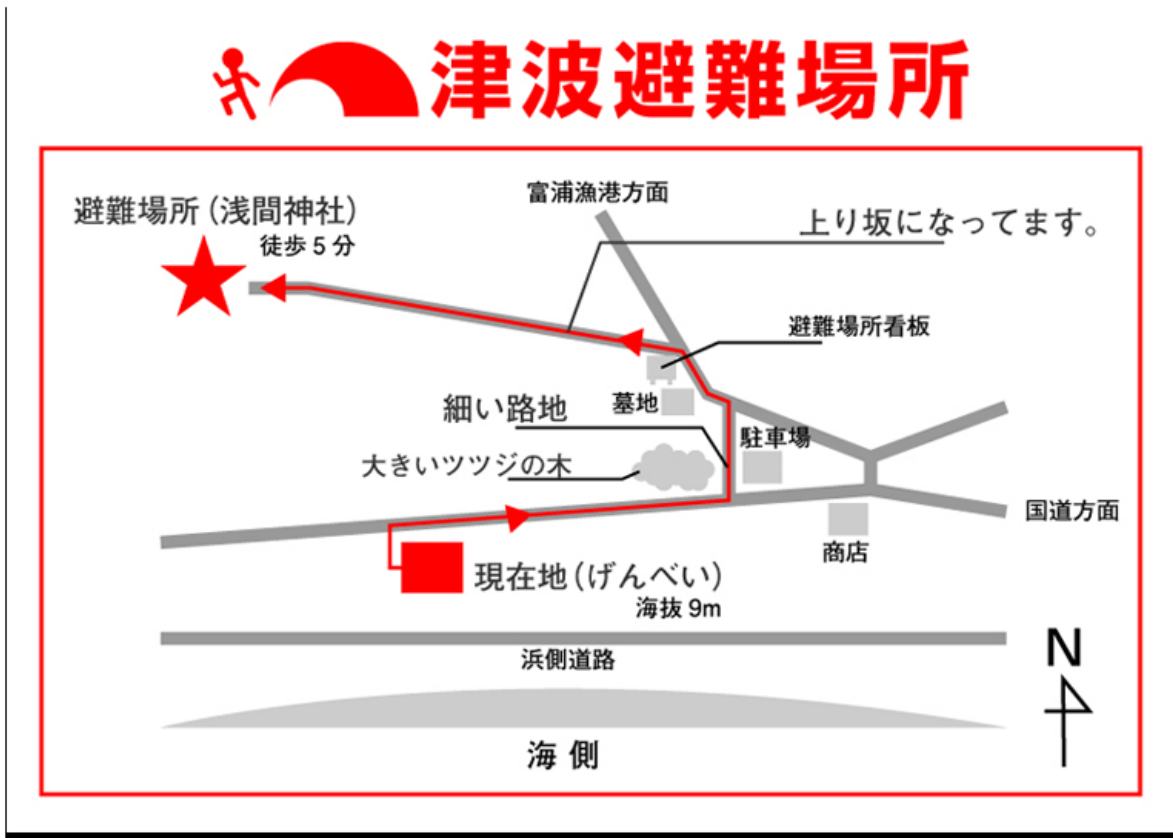 津波避難場所
富浦漁港方面
避難場所(浅間神社)
徒歩5分
上り坂になってます。
避難場所看板
細い路地
墓地
駐車場
大きいツツジの木
国道方面
商店
現在地(げんべい)
海抜9m
浜側道路
N
海側